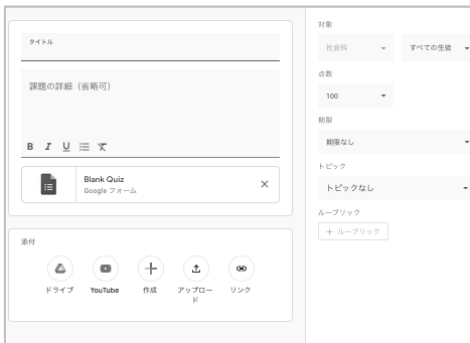 タイトル
課題の詳細（省略可）
B I U
Blank Quiz
Google フォーム
添付
ドライブ
YouTube
作成
アップロー
ド
リンク
対象
社会科
すべての生徒
点数
100
期限
期限なし
トピック
トピックなし
ルーブリック
+ ルーブリック